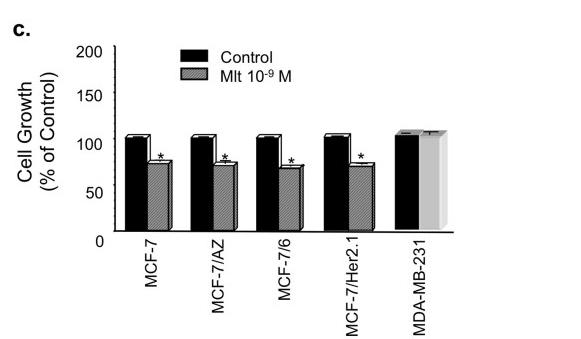 c.
200
150
100
50
0
Cell Growth
(% of Control)
Control
Mlt 10-9 M
*
*
*
*
MCF-7
MCF-7/AZ
MCF-7/6
MCF-7/Her2.1
MDA-MB-231